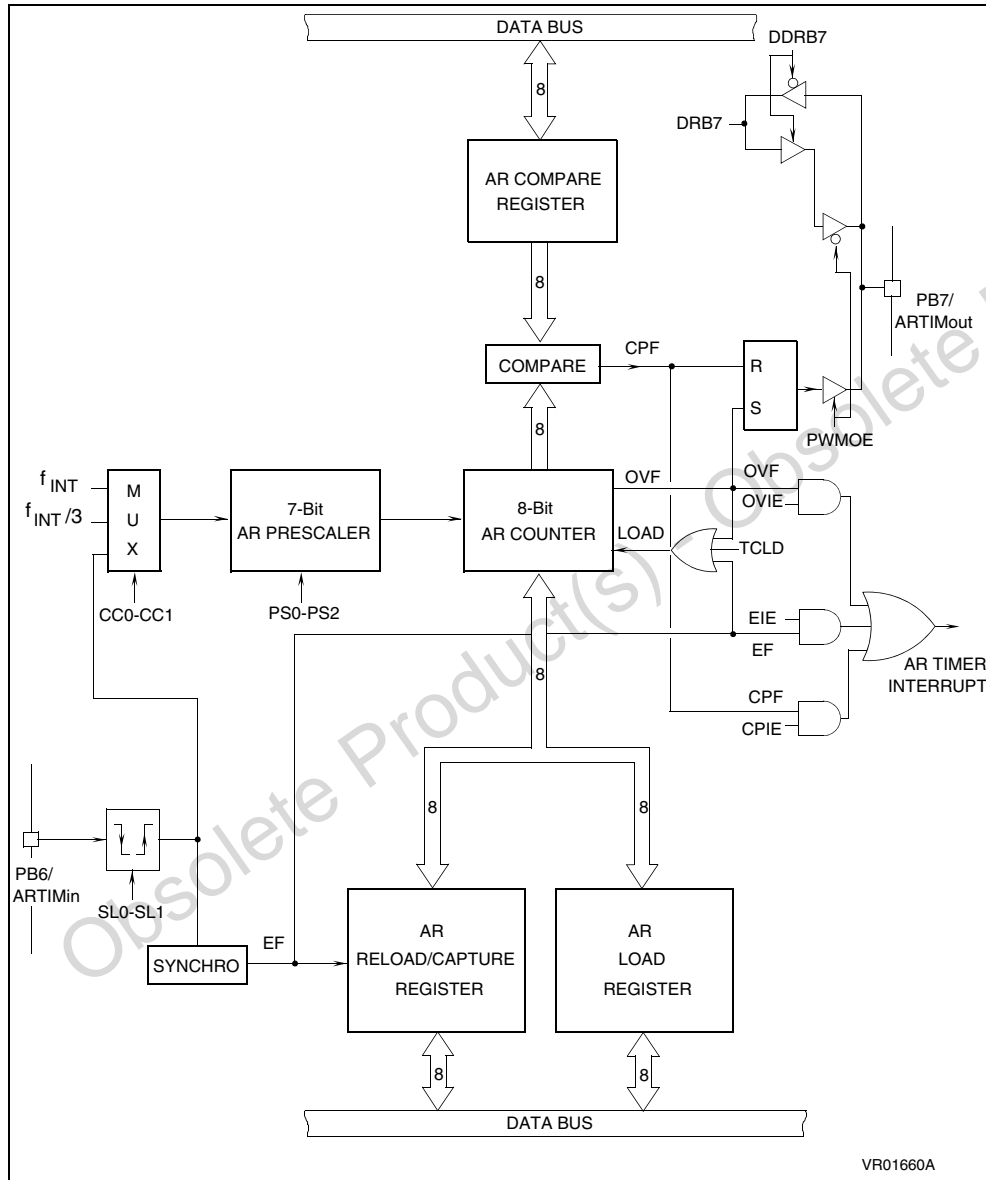 DATA BUS
DDRB7
8
DRB7
AR COMPARE
REGISTER
8
PB7/
ARTIMout
CPF
COMPARE
R
S
8
PWMOE
f INT
f INT /3
M
U
X
7-Bit
AR PRESCALER
8-Bit
AR COUNTER
OVF
OVF
OVIE
LOAD
TCLD
CC0-CC1
PS0-PS2
EIE
EF
AR TIMER
INTERRUPT
8
CPF
CPIE
8
8
PB6/
ARTIMin
SL0-SL1
SYNCHRO
EF
AR
RELOAD/CAPTURE
REGISTER
AR
LOAD
REGISTER
8
8
DATA BUS
VR01660A
Obsolete Product(s) - Obsolete